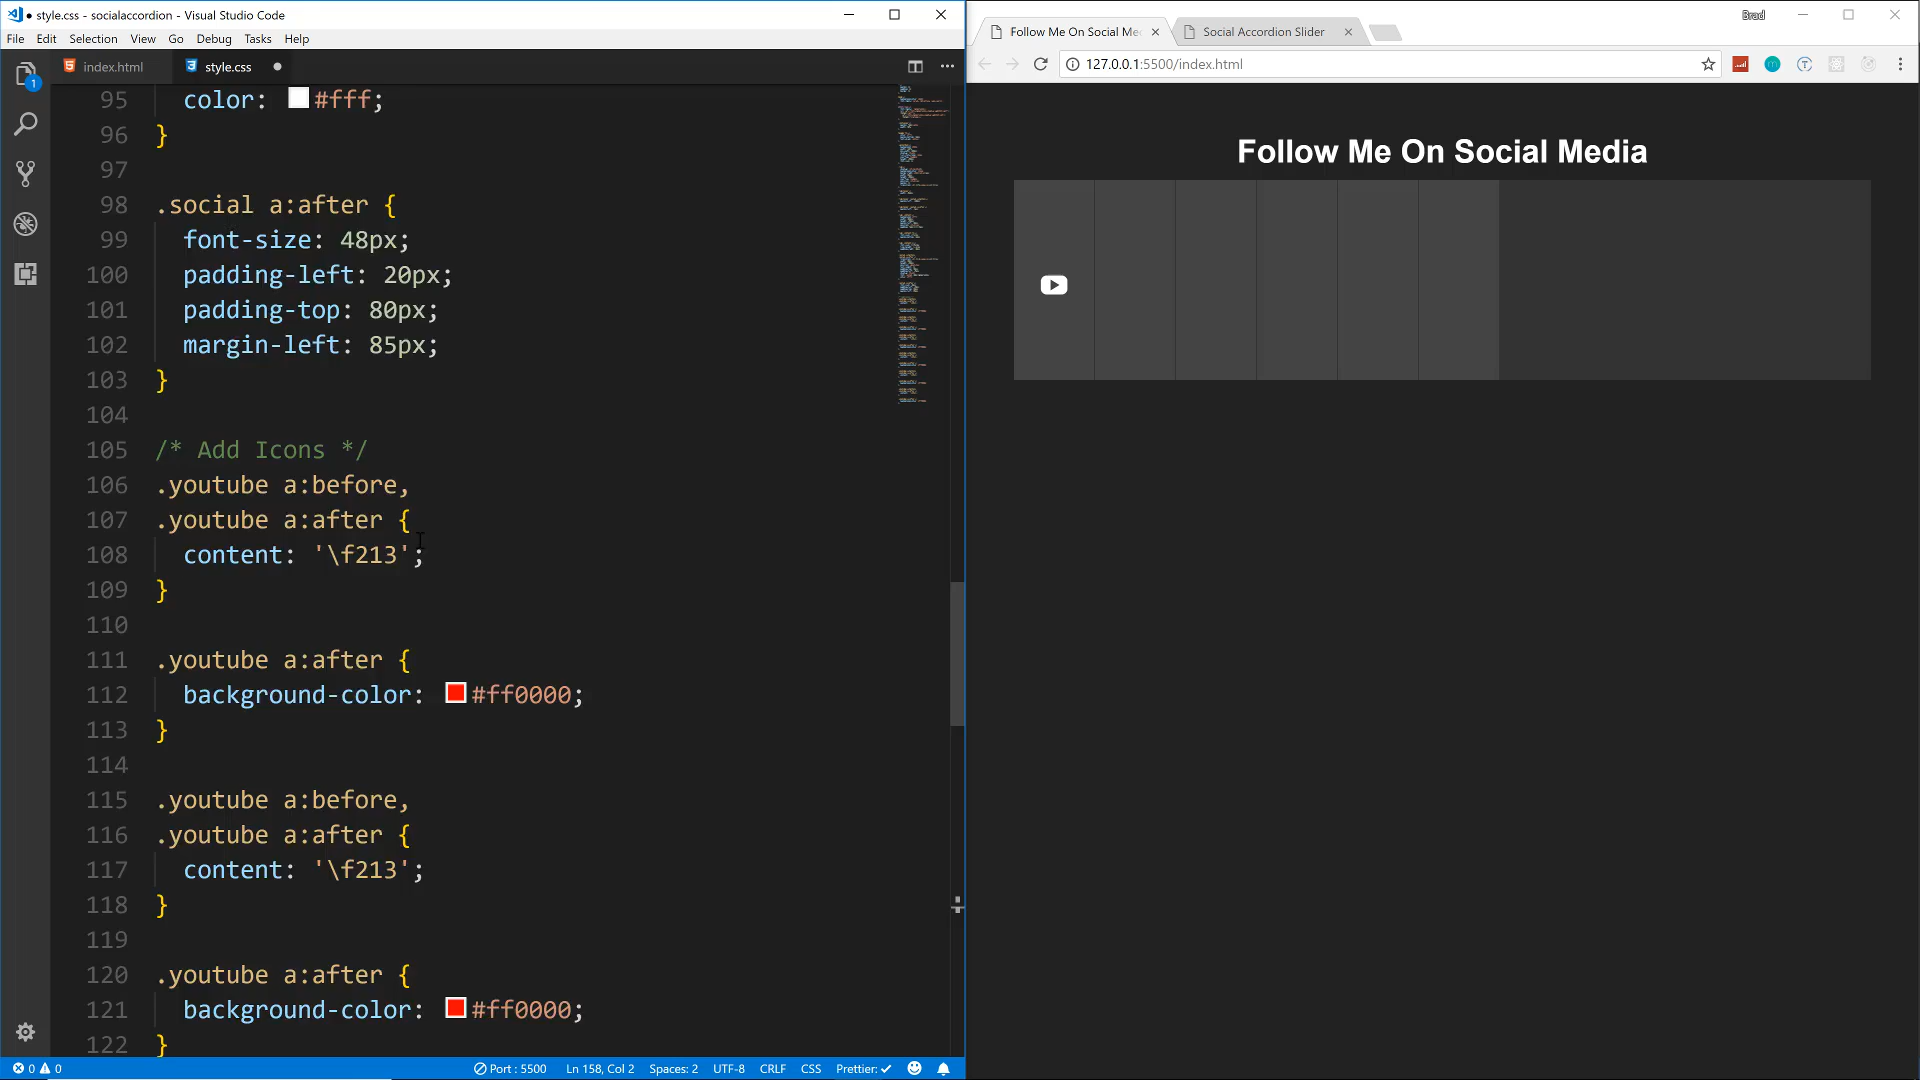 style.css - socialaccordion - Visual Studio Code
File Edit Selection View Go Debug Tasks Help
index.html
style.css
1
95 color: #fff;
96 }
97
98 .social a:after {
99 font-size: 48px;
100 padding-left: 20px;
101 padding-top: 80px;
102 margin-left: 85px;
103 }
104
105 /* Add Icons */
106 .youtube a:before,
107 .youtube a:after {
108 content: '\f213';
109 }
110
111 .youtube a:after {
112 background-color: #ff0000;
113 }
114
115 .youtube a:before,
116 .youtube a:after {
117 content: '\f213';
118 }
119
120 .youtube a:after {
121 background-color: #ff0000;
122 }
0 0 Port : 5500 Ln 158, Col 2 Spaces: 2 UTF-8 CRLF CSS Prettier: ✓
Follow Me On Social Me
Social Accordion Slider
Brad
127.0.0.1:5500/index.html
Follow Me On Social Media